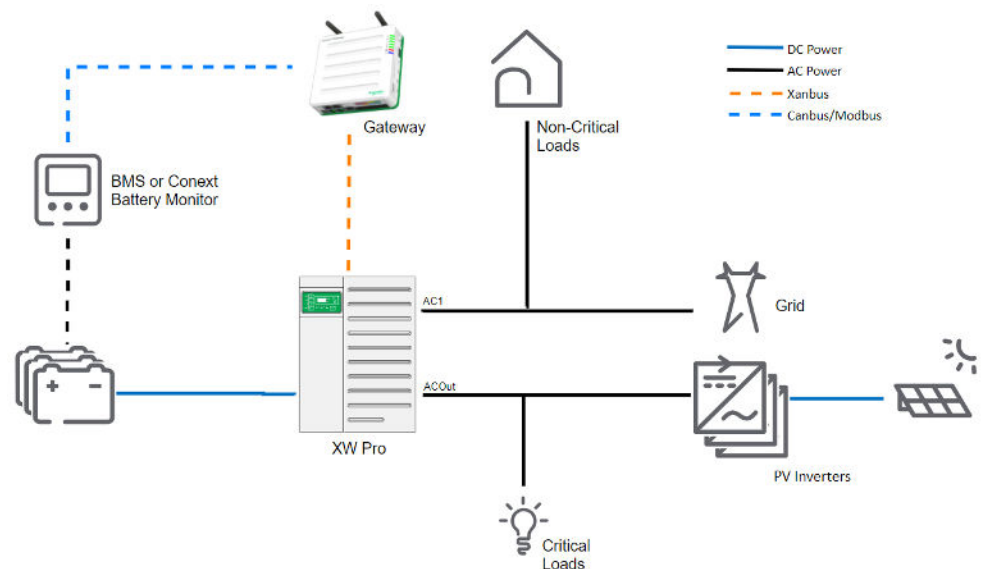 DC Power
AC Power
Xanbus
Canbus/Modbus
Gateway
Non-Critical
Loads
BMS or Conext
Battery Monitor
AC1
Grid
+ -
ACOut
XW Pro
PV Inverters
Critical
Loads